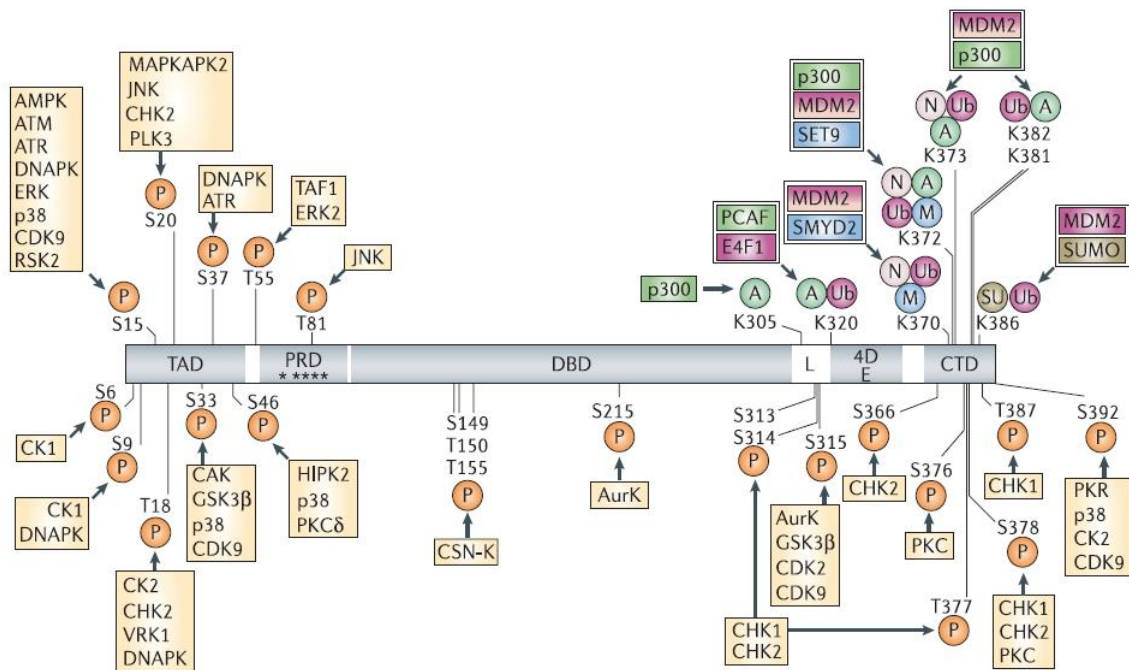 MDM2
p300
MAPKAPK2
JNK
CHK2
PLK3
AMPK
ATM
ATR
DNAPK
ERK
p38
CDK9
RSK2
p300
MDM2
SET9
N Ub
A
K373
Ub A
K382
K381
P
S20
DNAPK
ATR
TAF1
ERK2
N A
Ub M
K372
PCAF
E4F1
MDM2
SMYD2
MDM2
SUMO
P
S37
P
T55
JNK
N Ub
M
K370
P
S15
P
T81
p300
A
K305
A Ub
K320
SU Ub
K386
TAD
PRD
* ****
DBD
L
4D
E
CTD
S6
P
CK1
S9
P
CK1
DNAPK
T18
P
CK2
CHK2
VRK1
DNAPK
S33
P
CAK
GSK3β
p38
CDK9
S46
P
HIPK2
p38
PKCδ
S149
T150
T155
P
CSN-K
S215
P
AurK
S313
S314
P
CHK1
CHK2
S315
P
AurK
GSK3β
CDK2
CDK9
S366
P
CHK2
S376
P
PKC
T377
P
T387
P
CHK1
S378
P
CHK1
CHK2
PKC
S392
P
PKR
p38
CK2
CDK9